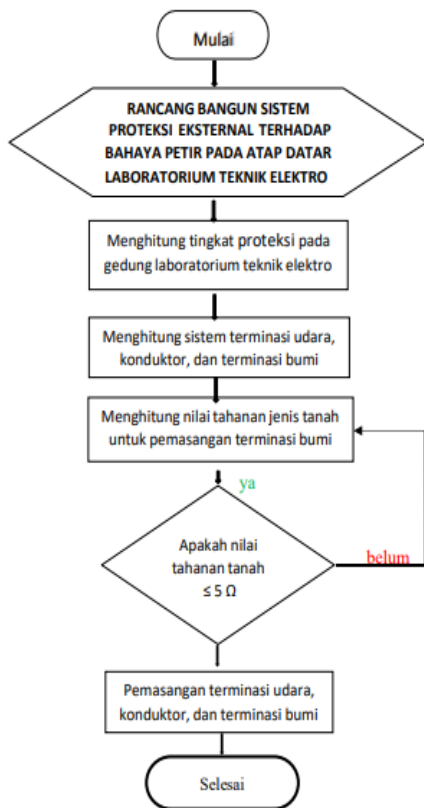 Mulai
RANCANG BANGUN SISTEM
PROTEKSI EKSTERNAL TERHADAP
BAHAYA PETIR PADA ATAP DATAR
LABORATORIUM TEKNIK ELEKTRO
Menghitung tingkat proteksi pada
gedung laboratorium teknik elektro
Menghitung sistem terminasi udara,
konduktor, dan terminasi bumi
Menghitung nilai tahanan jenis tanah
untuk pemasangan terminasi bumi
ya
Apakah nilai
tahanan tanah
≤ 5 Ω
belum
Pemasangan terminasi udara,
konduktor, dan terminasi bumi
Selesai